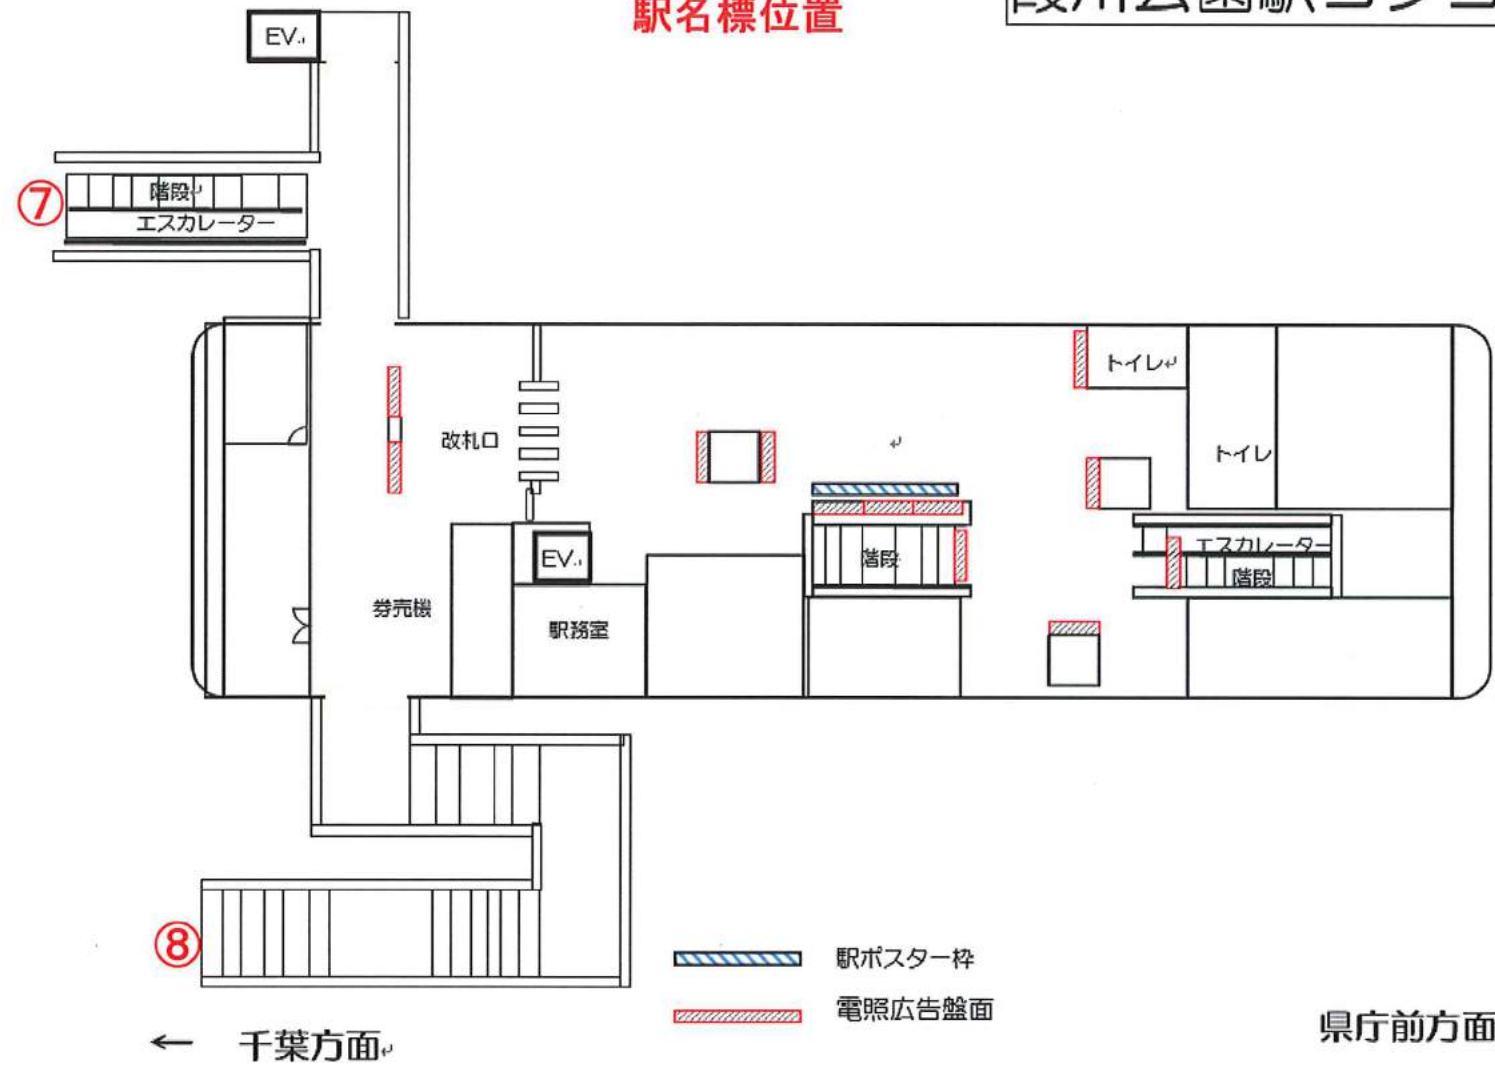 駅名標位置
EV
⑦
階段
エスカレーター
トイレ
改札口
トイレ
EV
階段
エスカレーター
階段
券売機
駅務室
⑧
駅ポスター枠
電照広告盤面
← 千葉方面
県庁前方面